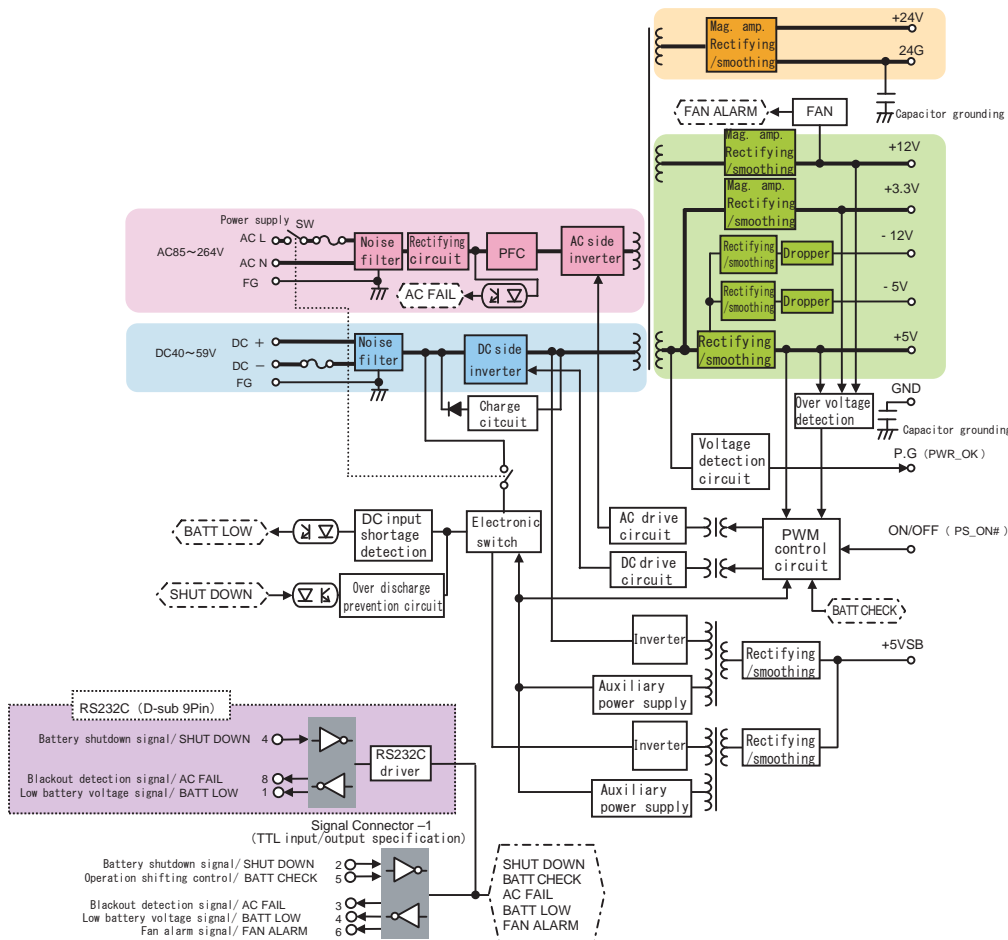 +24V
Mag. amp.
Rectifying
/smoothing
24G
Capacitor grounding
FAN ALARM
FAN
Mag. amp.
Rectifying
/smoothing
+12V
Mag. amp.
Rectifying
/smoothing
+3.3V
Rectifying
/smoothing
Dropper
- 12V
Rectifying
/smoothing
Dropper
- 5V
Rectifying
/smoothing
+5V
Power supply
SW
AC85～264V
AC L
AC N
FG
Noise
filter
Rectifying
circuit
PFC
AC side
inverter
AC FAIL
DC40～59V
DC +
DC −
FG
Noise
filter
DC side
inverter
Charge
citcuit
Over voltage
detection
GND
Capacitor grounding
Voltage
detection
circuit
P.G (PWR_OK)
BATT LOW
DC input
shortage
detection
Electronic
switch
AC drive
circuit
DC drive
circuit
PWM
control
circuit
ON/OFF ( PS_ON# )
SHUT DOWN
Over discharge
prevention circuit
BATT CHECK
Inverter
Rectifying
/smoothing
+5VSB
Auxiliary
power supply
Inverter
Rectifying
/smoothing
Auxiliary
power supply
RS232C (D-sub 9Pin)
Battery shutdown signal/ SHUT DOWN 4
Blackout detection signal/ AC FAIL 8
Low battery voltage signal/ BATT LOW 1
RS232C
driver
Signal Connector –1
(TTL input/output specification)
Battery shutdown signal/ SHUT DOWN 2
Operation shifting control/ BATT CHECK 5
Blackout detection signal/ AC FAIL 3
Low battery voltage signal/ BATT LOW 4
Fan alarm signal/ FAN ALARM 6
SHUT DOWN
BATT CHECK
AC FAIL
BATT LOW
FAN ALARM